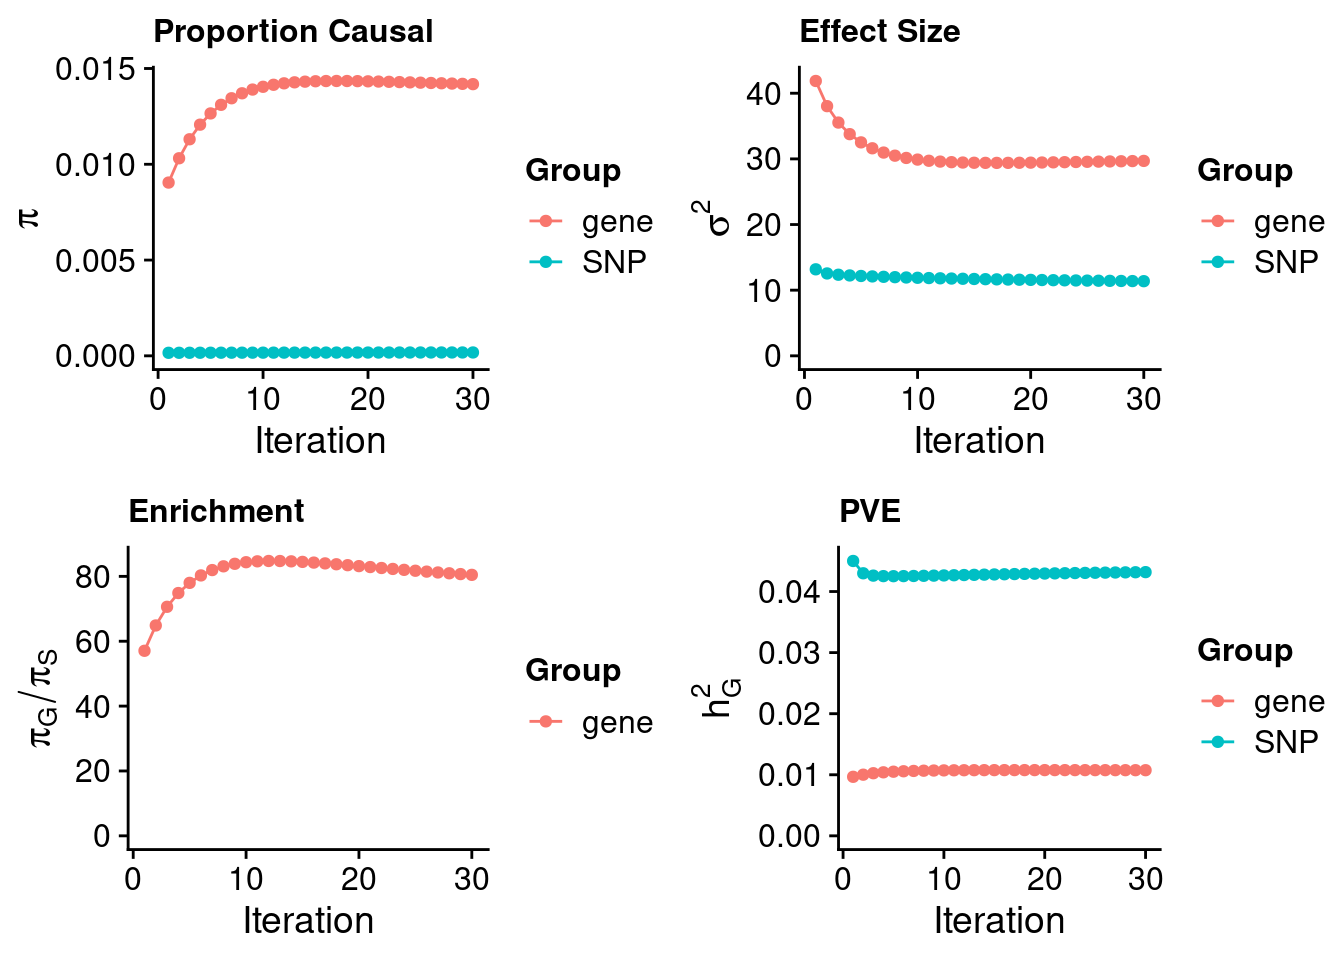 Proportion Causal
0.015
0.010
0.005
0.000
π
0 10 20 30
Iteration
Group
gene
SNP
Effect Size
40
30
20
10
0
σ²
0 10 20 30
Iteration
Group
gene
SNP
Enrichment
80
60
40
20
0
π_G/π_S
0 10 20 30
Iteration
Group
gene
PVE
0.04
0.03
0.02
0.01
0.00
h²_G
0 10 20 30
Iteration
Group
gene
SNP